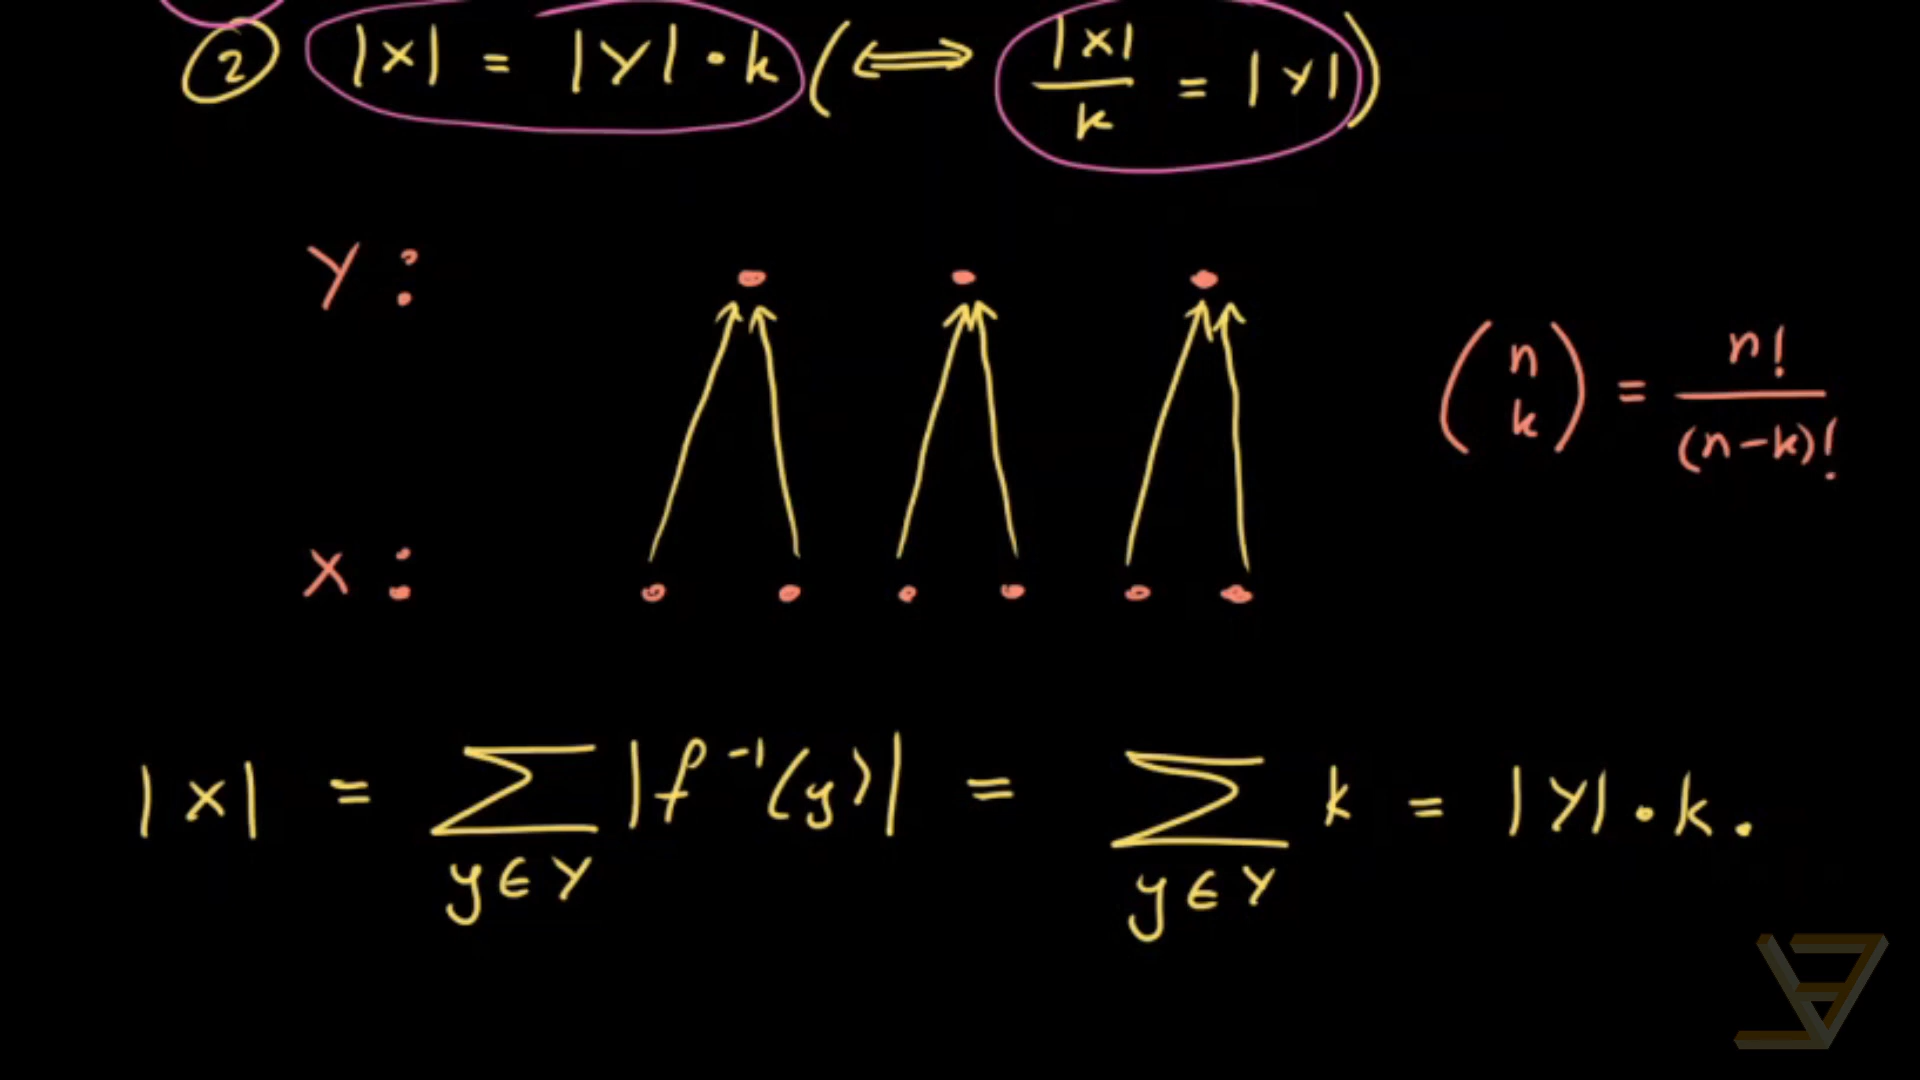 ② |X| = |Y| · k ( ⟺ |X|/k = |Y| )
Y :
(n k) = n!/(n-k)!
X :
|X| = ∑_{y∈Y} |f⁻¹(y)| = ∑_{y∈Y} k = |Y| · k .